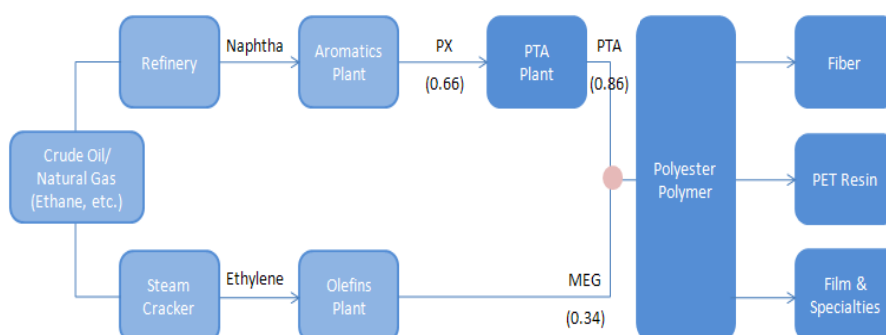 Refinery
Naphtha
Aromatics
Plant
PX
(0.66)
PTA
Plant
PTA
(0.86)
Fiber
Crude Oil/
Natural Gas
(Ethane, etc.)
Polyester
Polymer
PET Resin
Steam
Cracker
Ethylene
Olefins
Plant
MEG
(0.34)
Film &
Specialties